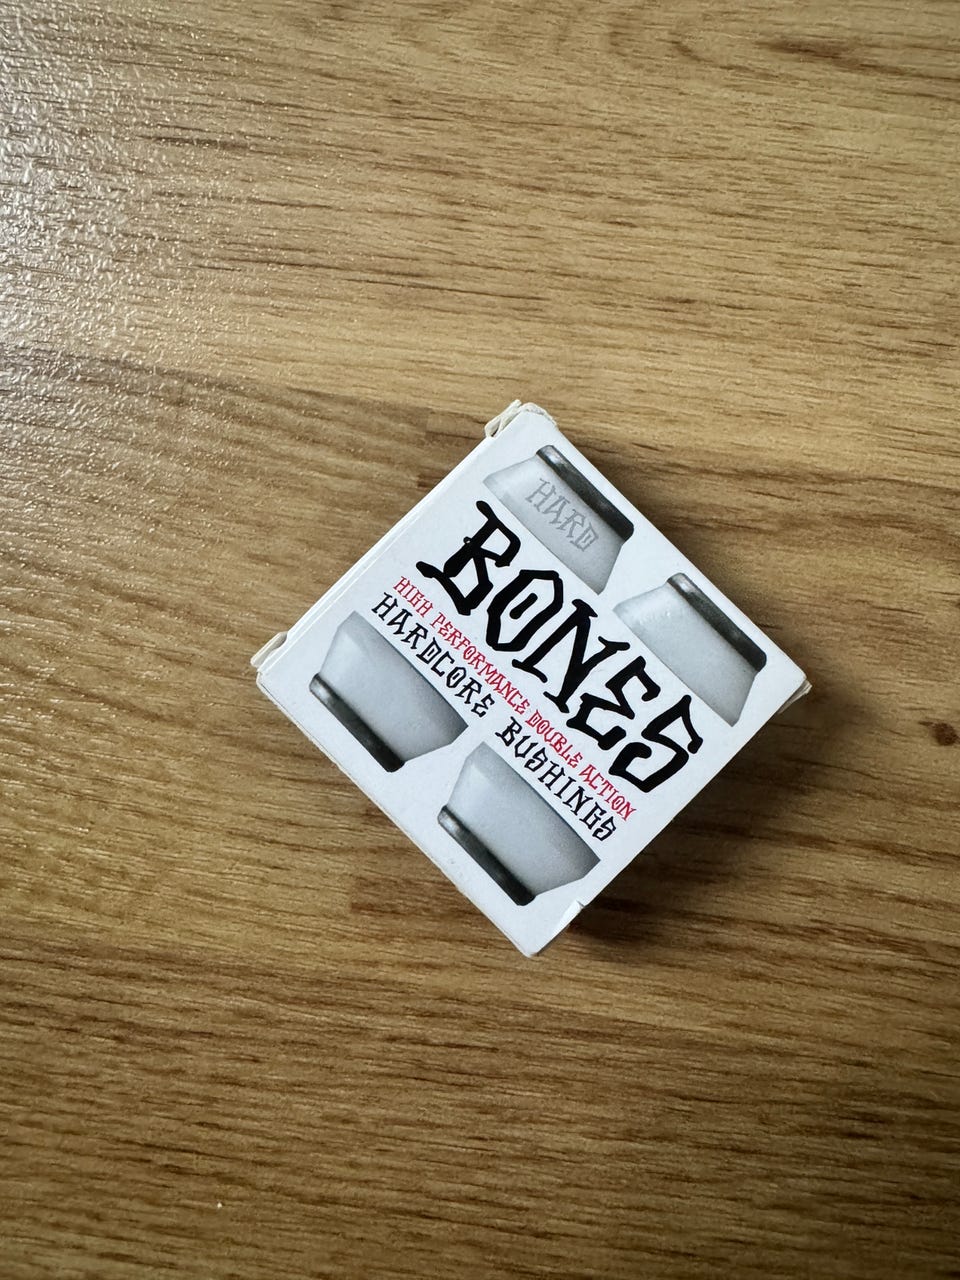 HARD
BONES
HIGH PERFORMANCE DOUBLE ACTION
HARDCORE BUSHINGS